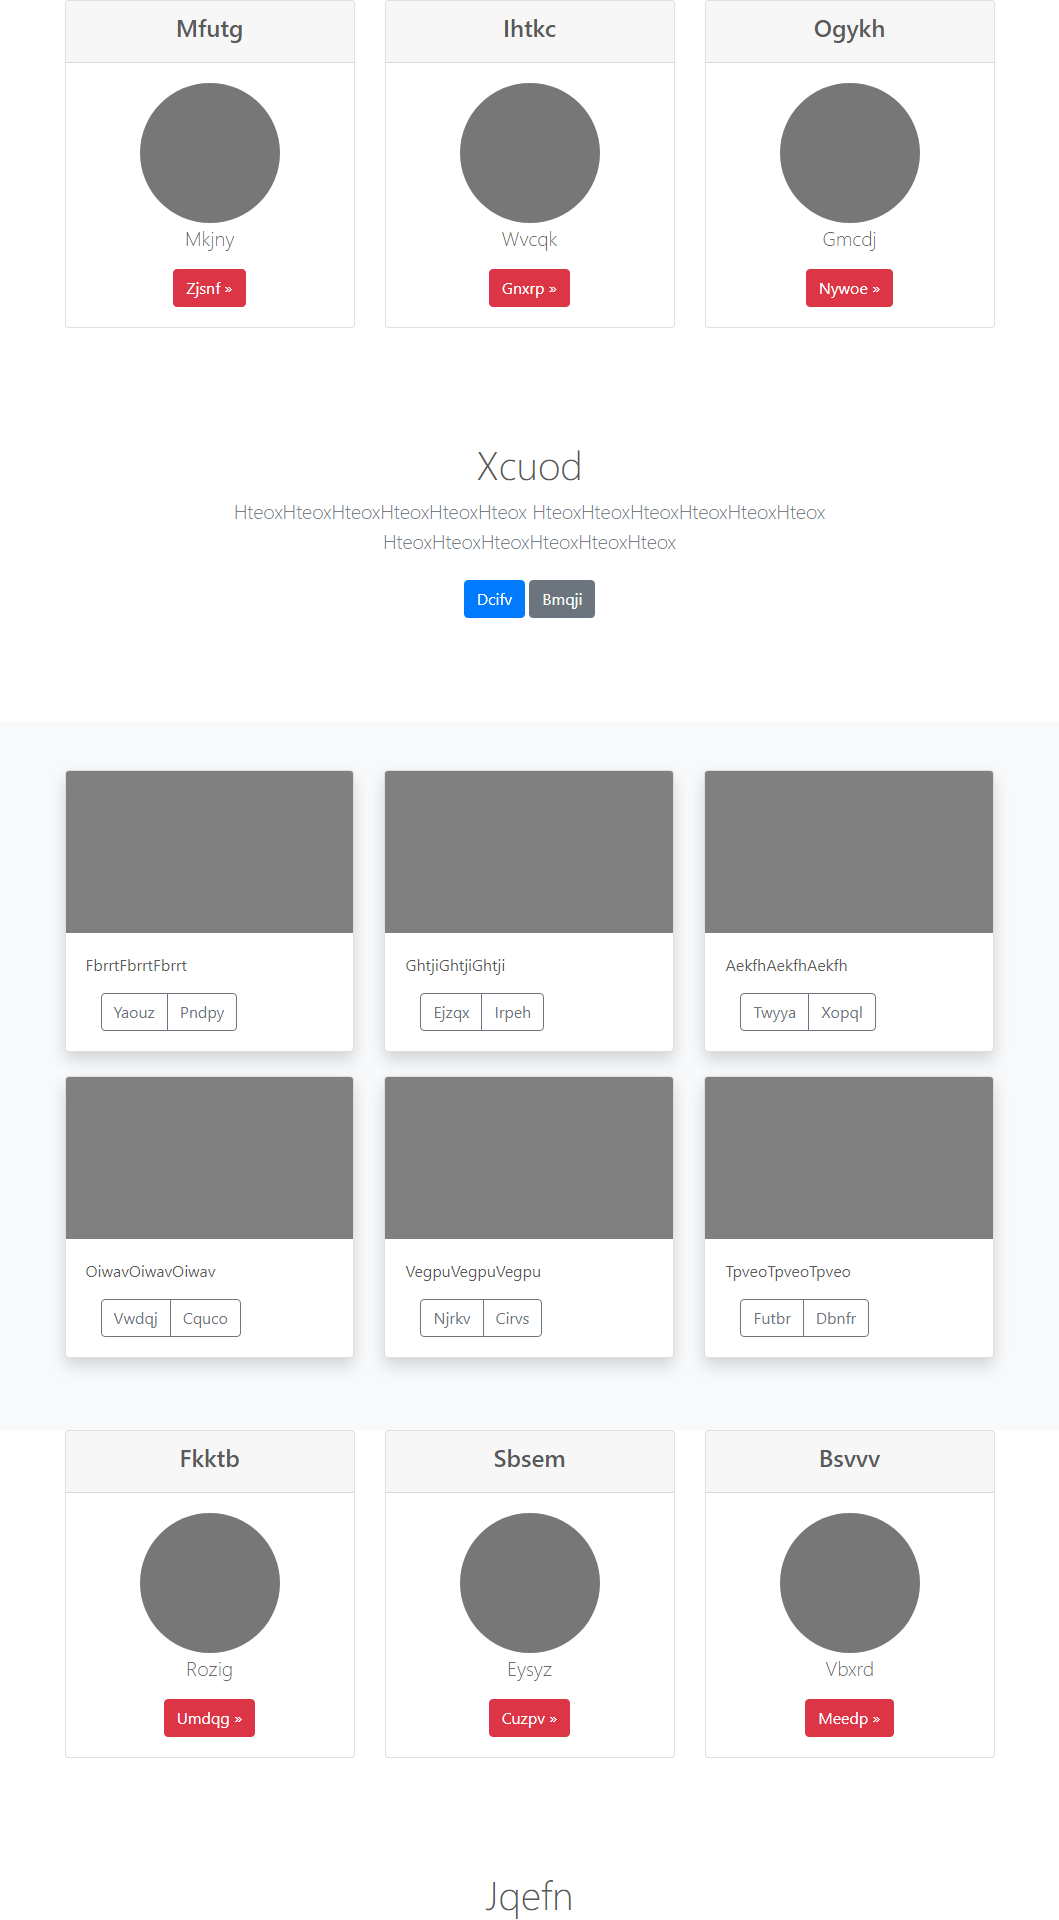 Mfutg
Ihtkc
Ogykh
Mkjny
Wvcqk
Gmcdj
Zjsnf »
Gnxrp »
Nywoe »
Xcuod
HteoxHteoxHteoxHteoxHteoxHteox HteoxHteoxHteoxHteoxHteoxHteox
HteoxHteoxHteoxHteoxHteoxHteox
Dcifv Bmqji
FbrrtFbrrtFbrrt
GhtjiGhtjiGhtji
AekfhAekfhAekfh
Yaouz Pndpy
Ejzqx Irpeh
Twyya Xopql
OiwavOiwavOiwav
VegpuVegpuVegpu
TpveoTpveoTpveo
Vwdqj Cquco
Njrkv Cirvs
Futbr Dbnfr
Fkktb
Sbsem
Bsvvv
Rozig
Eysyz
Vbxrd
Umdqg »
Cuzpv »
Meedp »
Jqefn